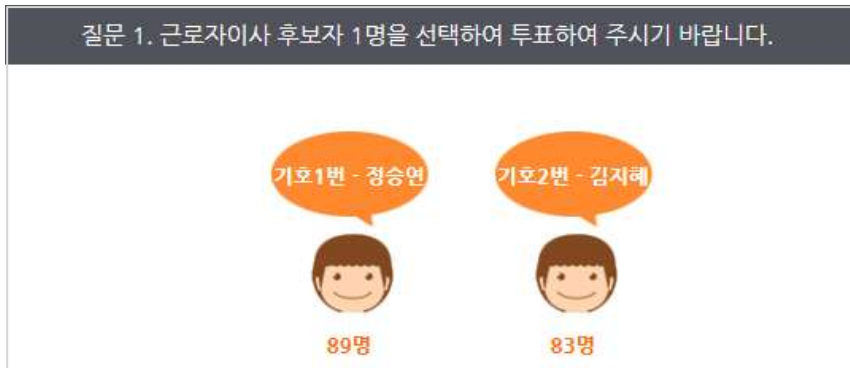 질문 1. 근로자이사 후보자 1명을 선택하여 투표하여 주시기 바랍니다.
기호1번 - 정승연 기호2번 - 김지혜
89명 83명